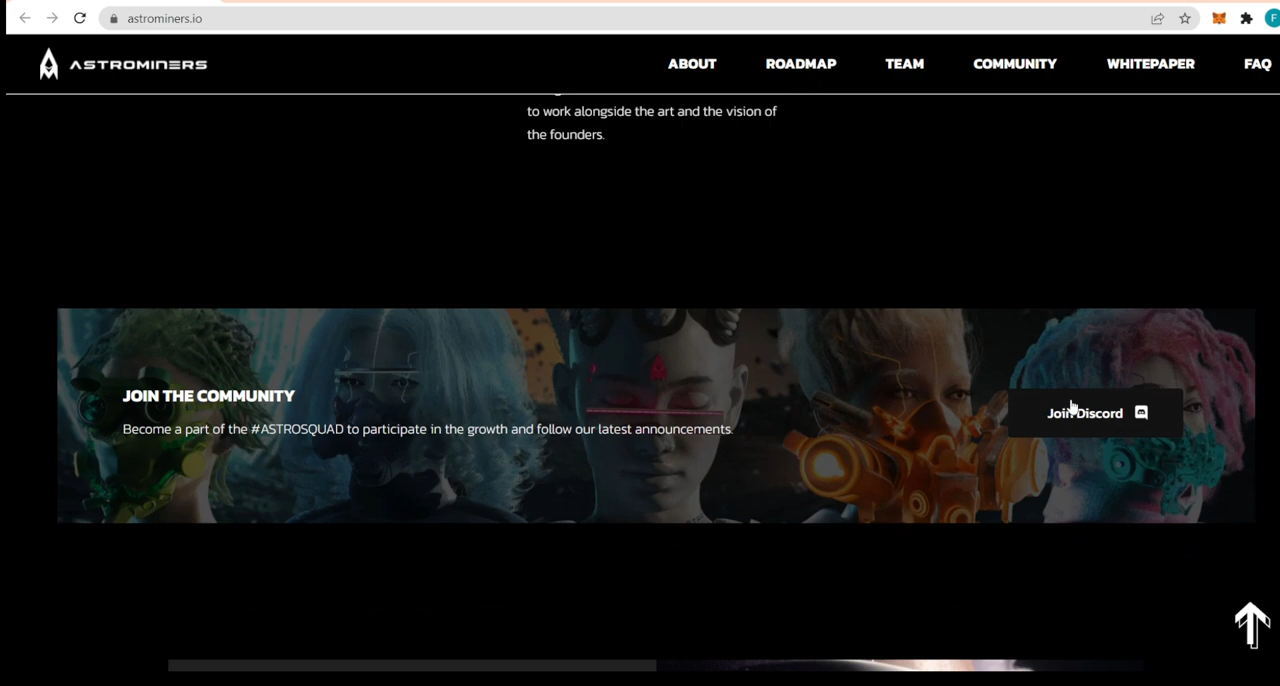 astrominers.io
F
ASTROMINERS
ABOUT ROADMAP TEAM COMMUNITY WHITEPAPER FAQ
to work alongside the art and the vision of
the founders.
JOIN THE COMMUNITY
Become a part of the #ASTROSQUAD to participate in the growth and follow our latest announcements.
Join Discord